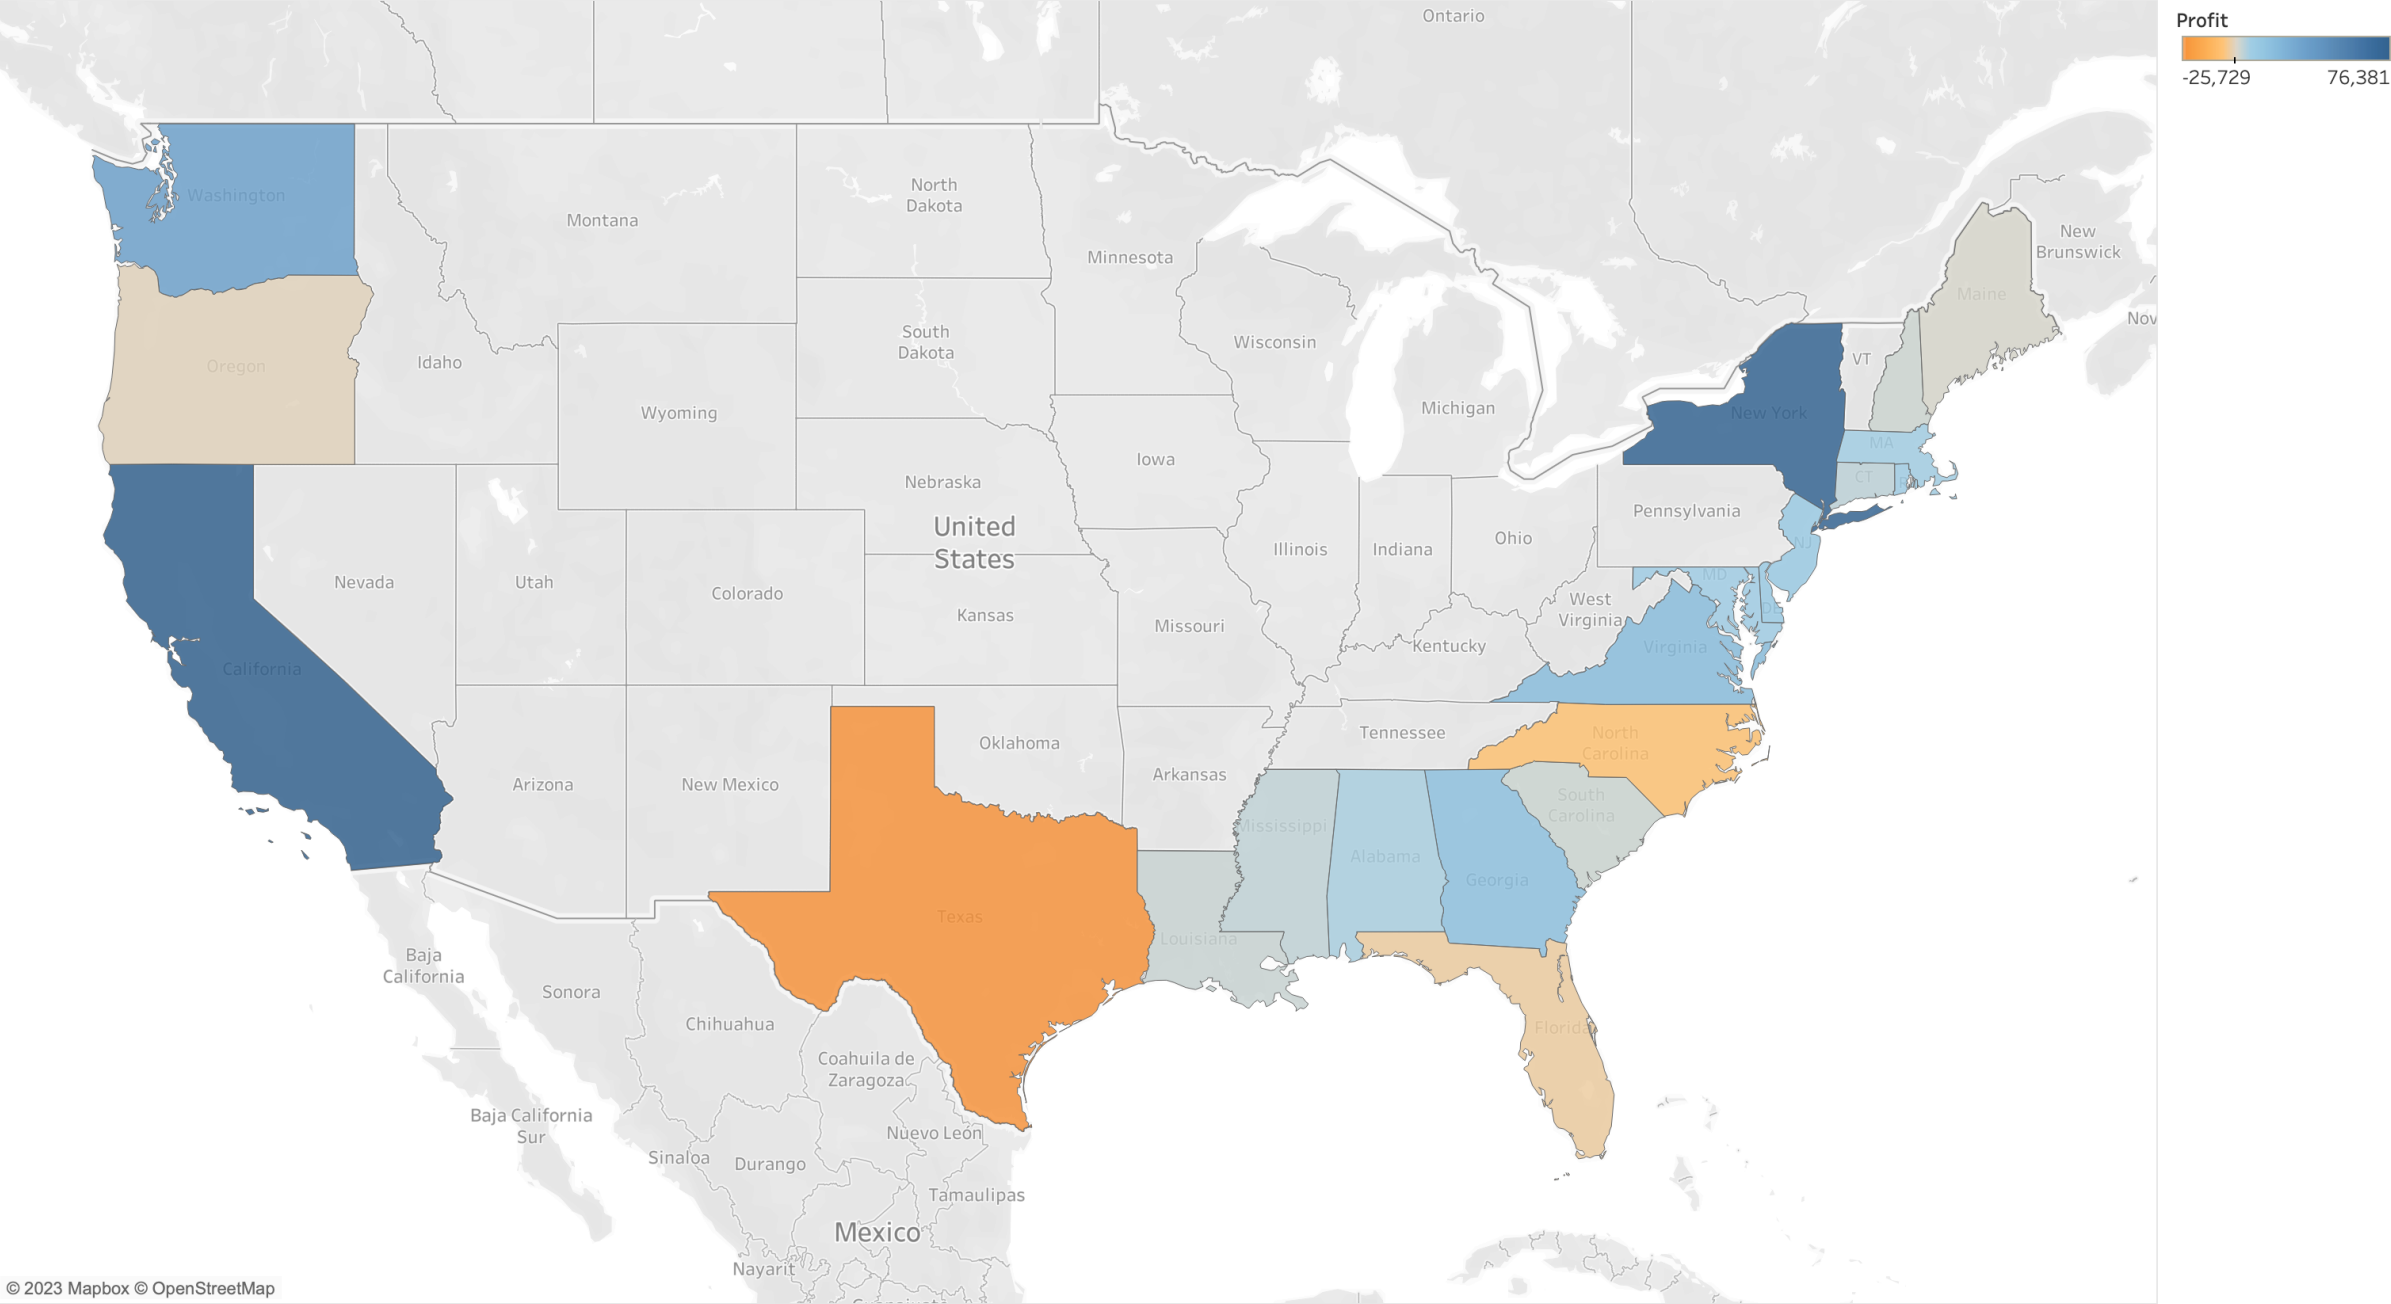 Ontario
Profit
-25,729 76,381
Washington
Montana
North
Dakota
Minnesota
New
Brunswick
Maine
Nov
Oregon
Idaho
South
Dakota
Wisconsin
VT
Wyoming
Michigan
New York
MA
Iowa
Nebraska
CT
Pennsylvania
United
States
Illinois
Indiana
Ohio
NJ
Nevada
Utah
Colorado
Kansas
Missouri
West
Virginia
MD
DE
California
Kentucky
Virginia
Oklahoma
Tennessee
North
Carolina
Arizona
New Mexico
Arkansas
South
Carolina
Mississippi
Alabama
Georgia
Texas
Louisiana
Baja
California
Sonora
Chihuahua
Florida
Coahuila de
Zaragoza
Baja California
Sur
Nuevo León
Sinaloa
Durango
Tamaulipas
Mexico
Nayarit
© 2023 Mapbox © OpenStreetMap